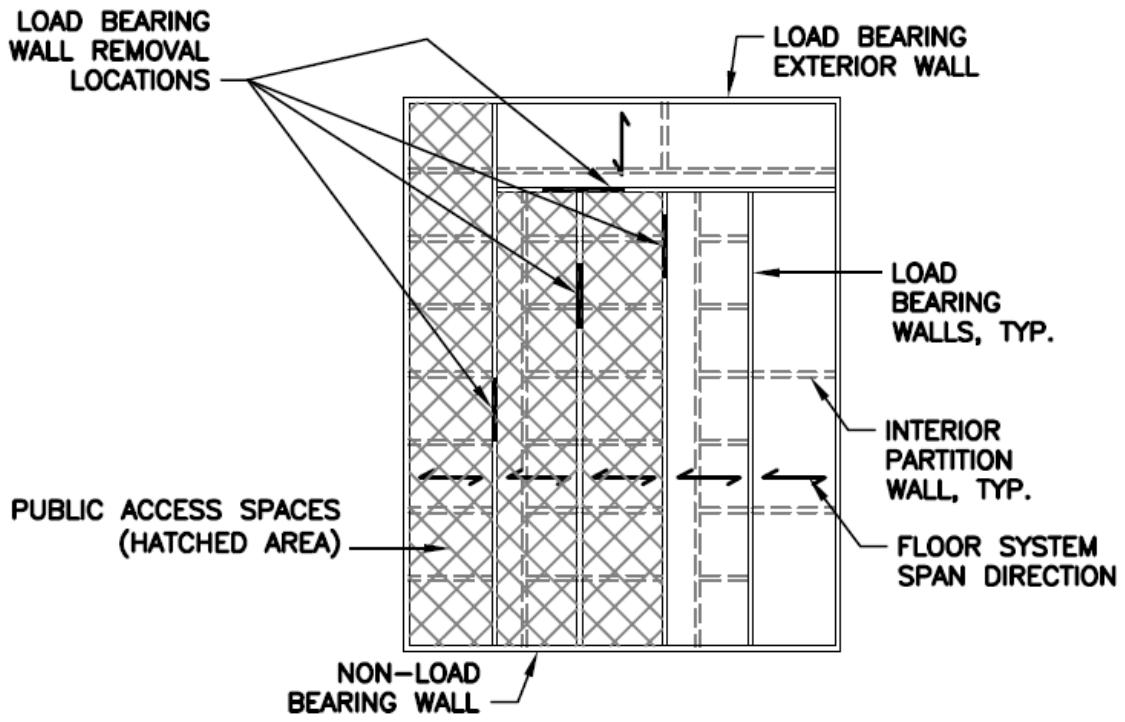 LOAD BEARING
WALL REMOVAL
LOCATIONS
LOAD BEARING
EXTERIOR WALL
LOAD
BEARING
WALLS, TYP.
INTERIOR
PARTITION
WALL, TYP.
PUBLIC ACCESS SPACES
(HATCHED AREA)
FLOOR SYSTEM
SPAN DIRECTION
NON-LOAD
BEARING WALL